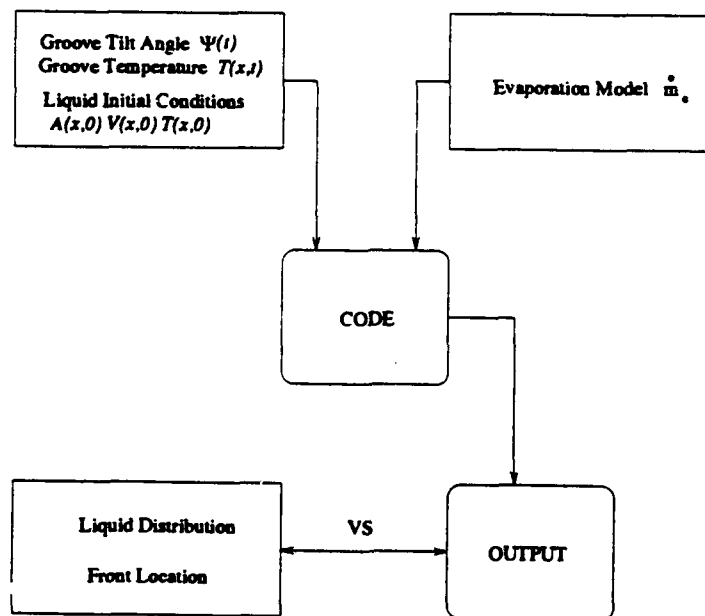 Groove Tilt Angle Ψ(t)
Groove Temperature T(x,t)
Liquid Initial Conditions
A(x,0) V(x,0) T(x,0)
Evaporation Model ṁ e
CODE
Liquid Distribution
Front Location
VS
OUTPUT